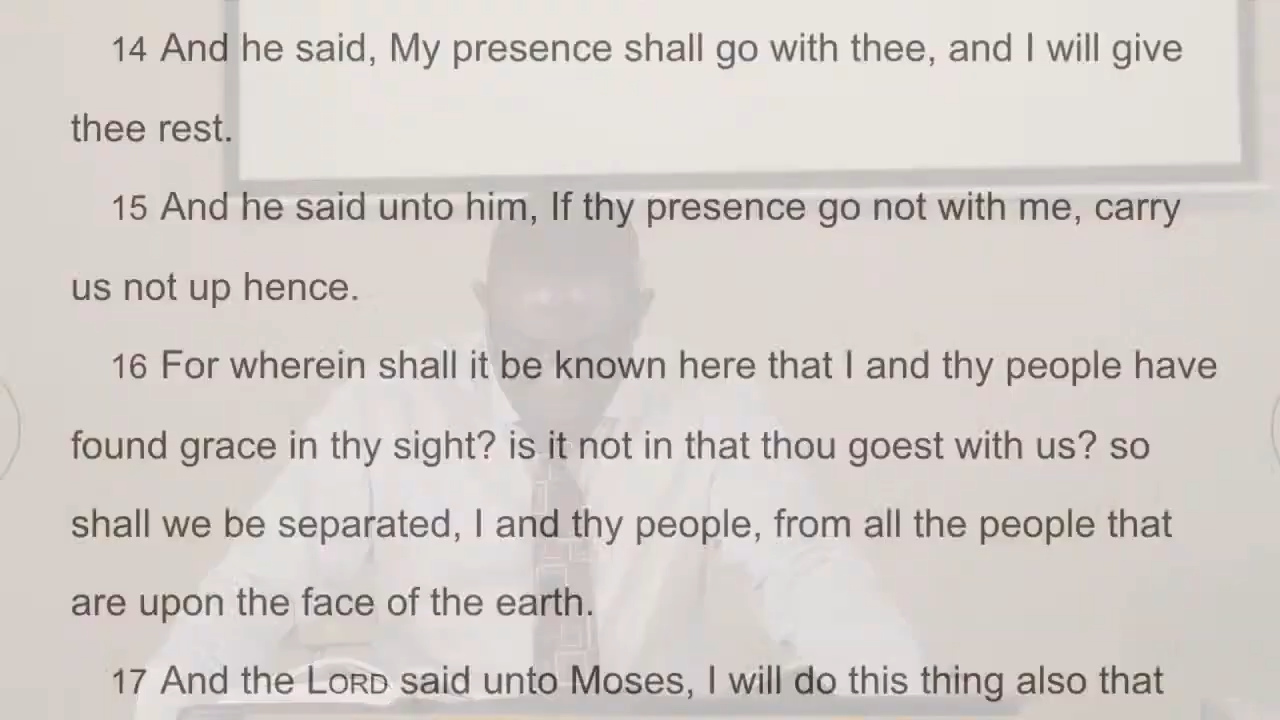 14 And he said, My presence shall go with thee, and I will give
thee rest.
15 And he said unto him, If thy presence go not with me, carry
us not up hence.
16 For wherein shall it be known here that I and thy people have
found grace in thy sight? is it not in that thou goest with us? so
shall we be separated, I and thy people, from all the people that
are upon the face of the earth.
17 And the LORD said unto Moses, I will do this thing also that